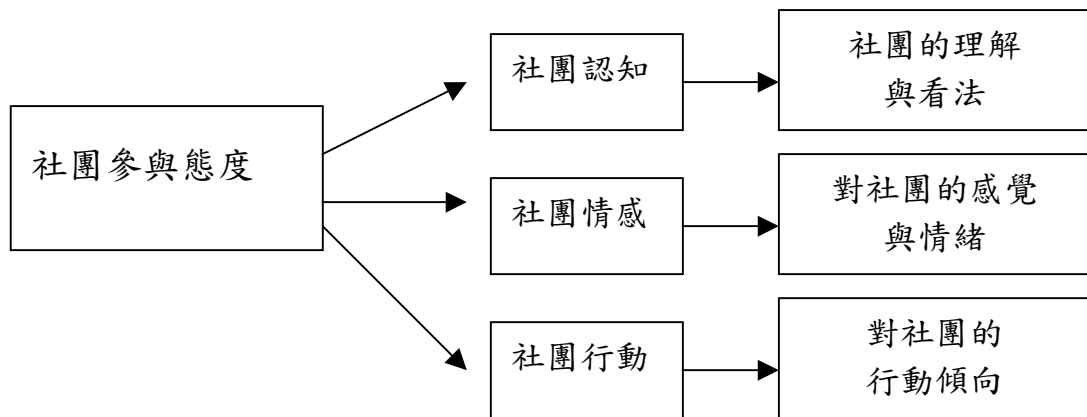 社團參與態度
社團認知
社團的理解
與看法
社團情感
對社團的感覺
與情緒
社團行動
對社團的
行動傾向